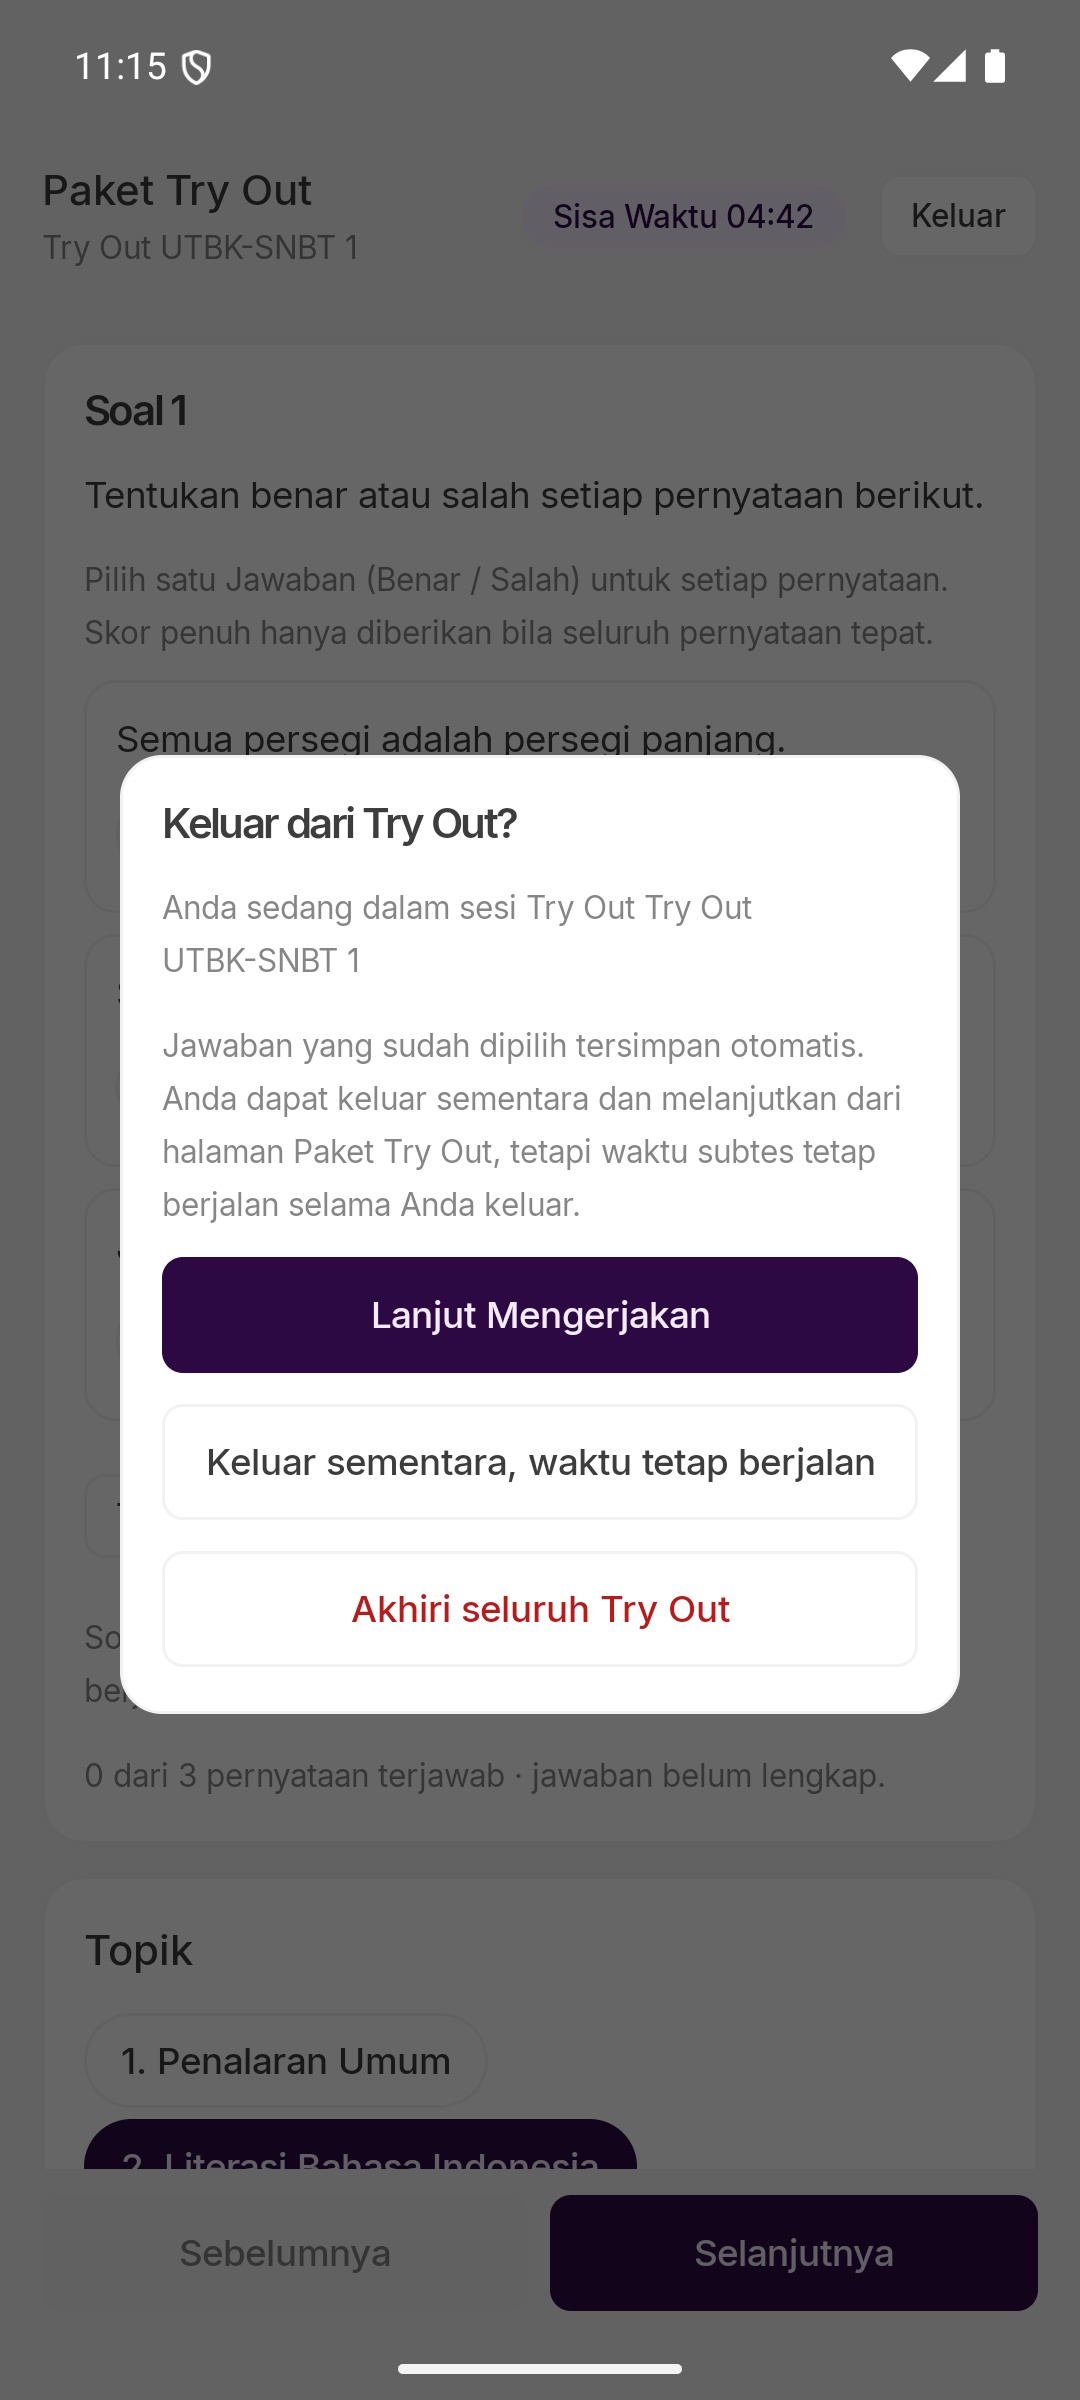 11:15
Paket Try Out
Try Out UTBK-SNBT 1
Sisa Waktu 04:42
Keluar
Soal 1
Tentukan benar atau salah setiap pernyataan berikut.
Pilih satu Jawaban (Benar / Salah) untuk setiap pernyataan.
Skor penuh hanya diberikan bila seluruh pernyataan tepat.
Semua persegi adalah persegi panjang.
Keluar dari Try Out?
Anda sedang dalam sesi Try Out Try Out
UTBK-SNBT 1
Jawaban yang sudah dipilih tersimpan otomatis.
Anda dapat keluar sementara dan melanjutkan dari
halaman Paket Try Out, tetapi waktu subtes tetap
berjalan selama Anda keluar.
Lanjut Mengerjakan
Keluar sementara, waktu tetap berjalan
Akhiri seluruh Try Out
0 dari 3 pernyataan terjawab · jawaban belum lengkap.
Topik
1. Penalaran Umum
2. Literasi Bahasa Indonesia
Sebelumnya
Selanjutnya